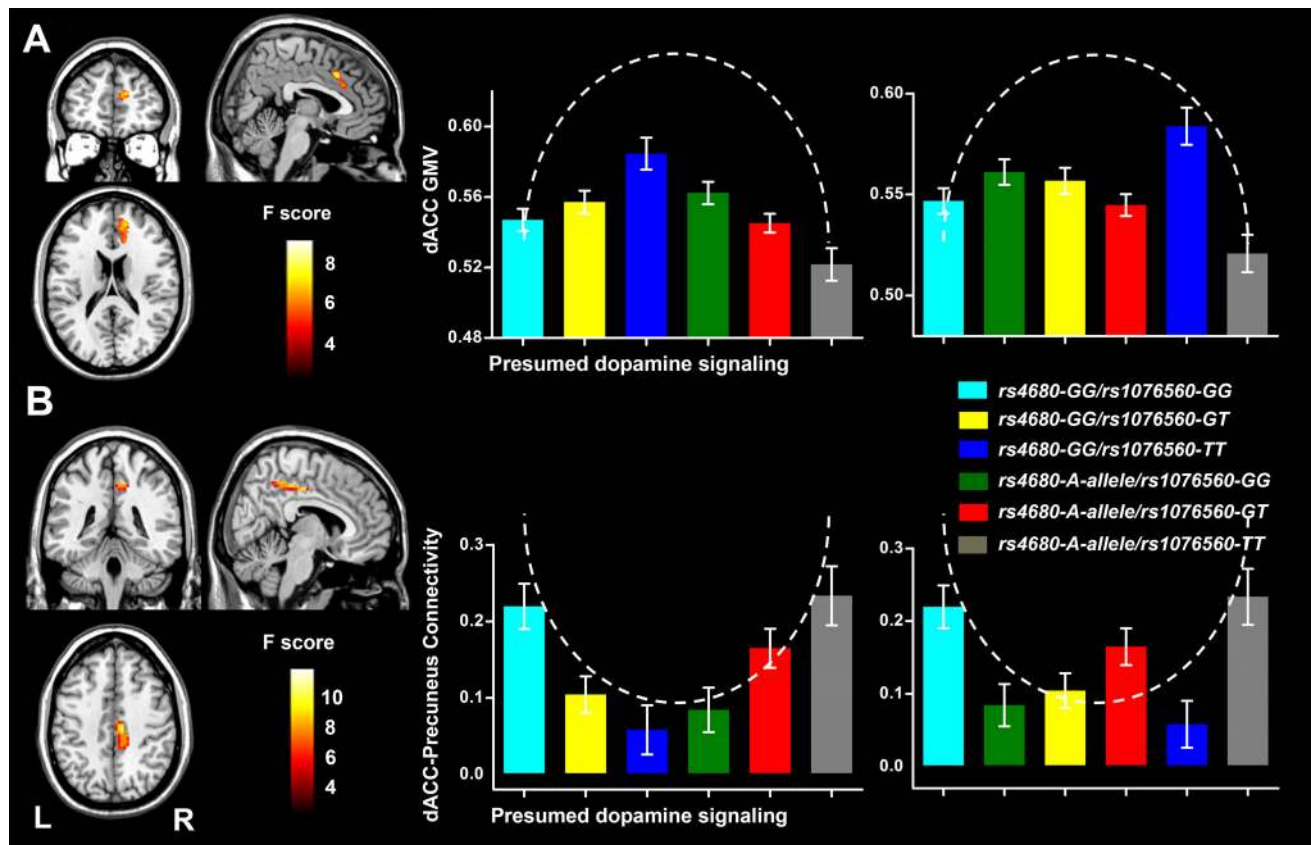 A
F score
8
6
4
dACC GMV
0.60
0.56
0.52
0.48
Presumed dopamine signaling
0.60
0.55
0.50
rs4680-GG/rs1076560-GG
rs4680-GG/rs1076560-GT
rs4680-GG/rs1076560-TT
rs4680-A-allele/rs1076560-GG
rs4680-A-allele/rs1076560-GT
rs4680-A-allele/rs1076560-TT
B
F score
10
8
6
4
L R
dACC-Precuneus Connectivity
0.3
0.2
0.1
0.0
Presumed dopamine signaling
0.3
0.2
0.1
0.0